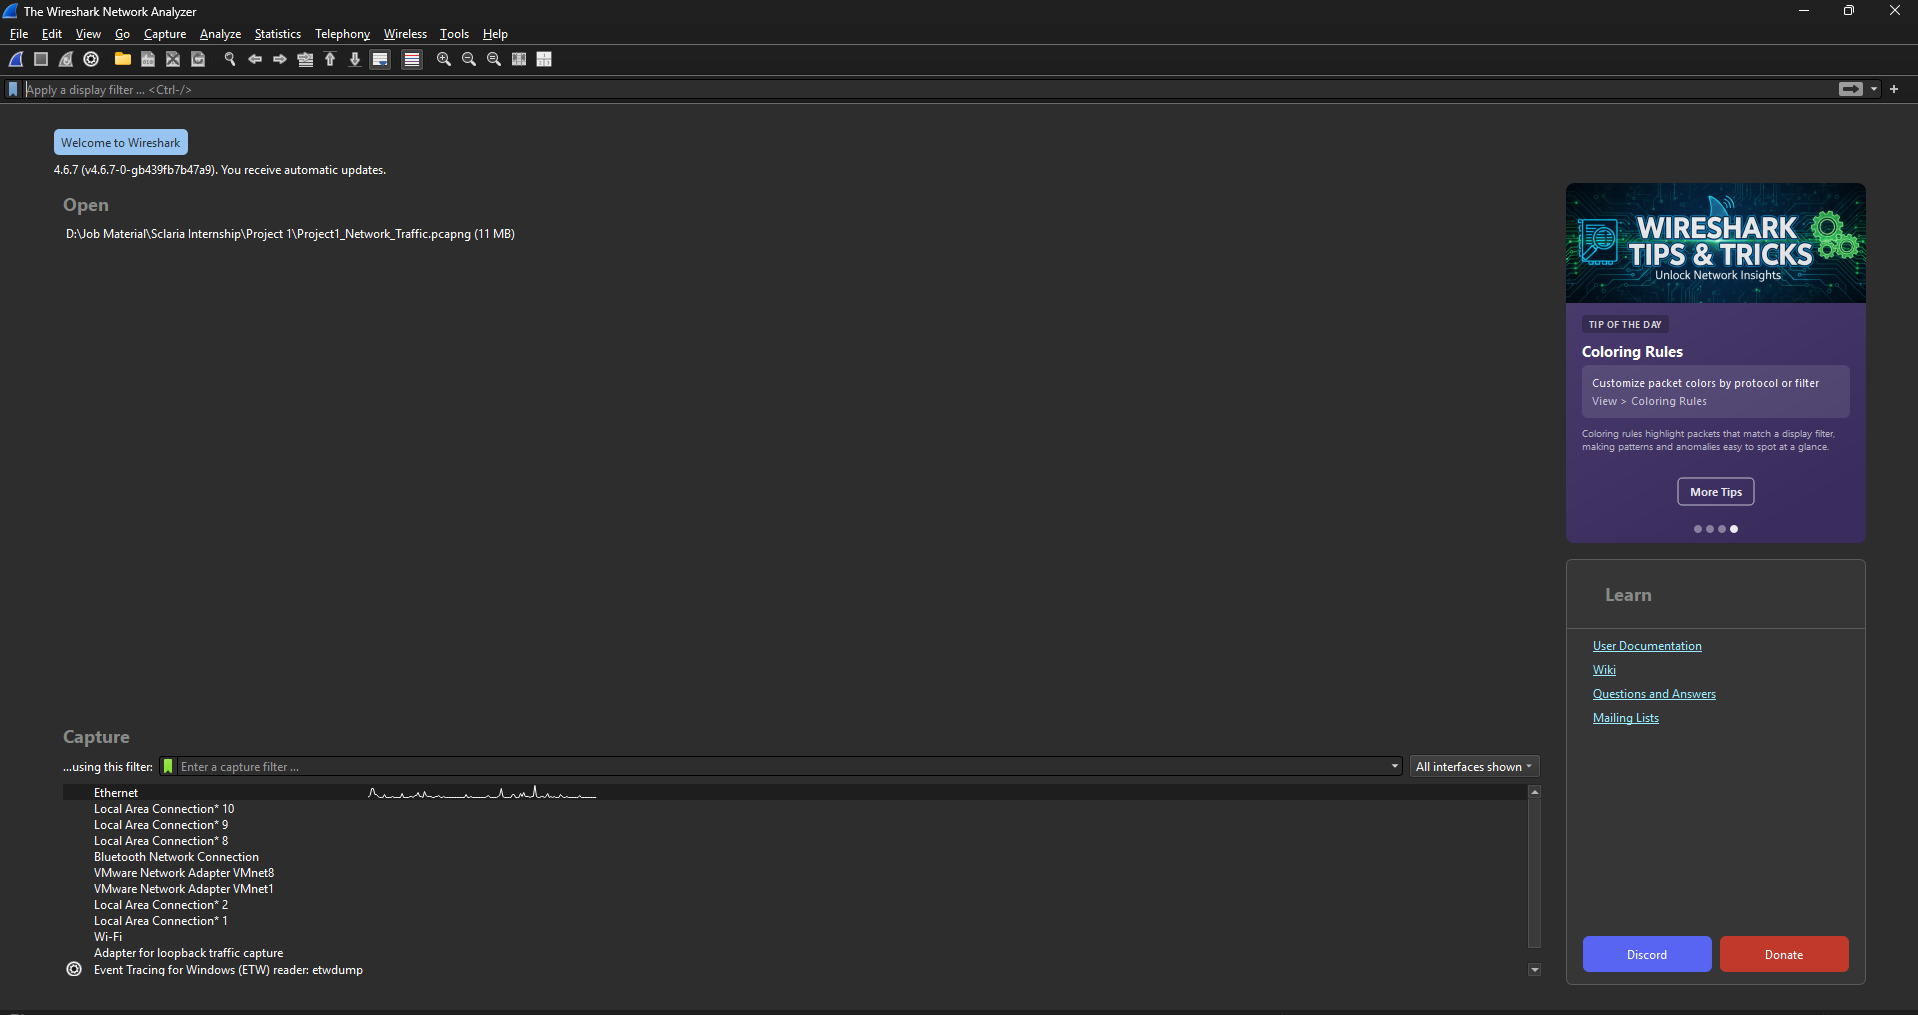 The Wireshark Network Analyzer
File Edit View Go Capture Analyze Statistics Telephony Wireless Tools Help
Apply a display filter ... <Ctrl-/>
Welcome to Wireshark
4.6.7 (v4.6.7-0-gb439fb7b47a9). You receive automatic updates.
Open
D:\Job Material\Sclaria Internship\Project 1\Project1_Network_Traffic.pcapng (11 MB)
WIRESHARK
TIPS & TRICKS
Unlock Network Insights
TIP OF THE DAY
Coloring Rules
Customize packet colors by protocol or filter
View > Coloring Rules
Coloring rules highlight packets that match a display filter,
making patterns and anomalies easy to spot at a glance.
More Tips
Learn
User Documentation
Wiki
Questions and Answers
Mailing Lists
Discord Donate
Capture
...using this filter: Enter a capture filter ... All interfaces shown
Ethernet
Local Area Connection* 10
Local Area Connection* 9
Local Area Connection* 8
Bluetooth Network Connection
VMware Network Adapter VMnet8
VMware Network Adapter VMnet1
Local Area Connection* 2
Local Area Connection* 1
Wi-Fi
Adapter for loopback traffic capture
Event Tracing for Windows (ETW) reader: etwdump